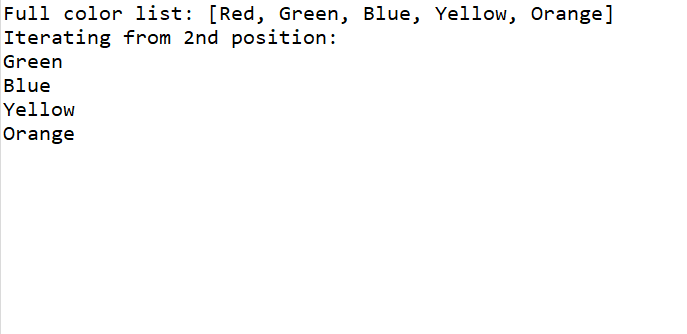 Full color list: [Red, Green, Blue, Yellow, Orange]
Iterating from 2nd position:
Green
Blue
Yellow
Orange